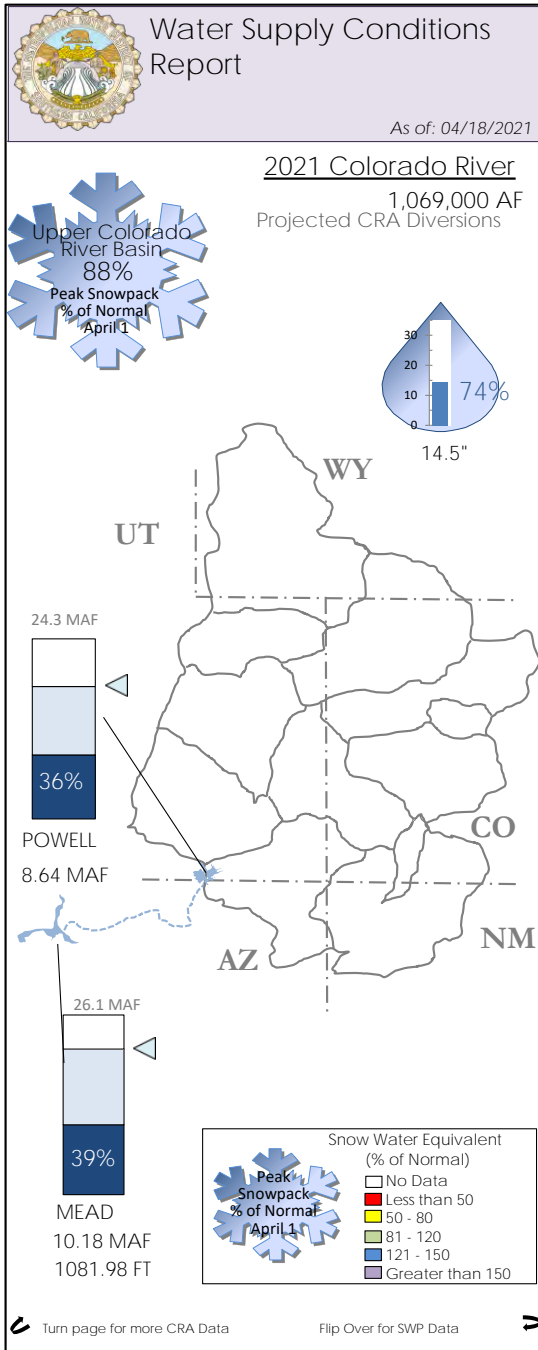 Water Supply Conditions
Report
As of: 04/18/2021
2021 Colorado River
1,069,000 AF
Projected CRA Diversions
Upper Colorado
River Basin
88%
Peak Snowpack
% of Normal
April 1
30
20
10
0
74%
14.5"
WY
UT
24.3 MAF
36%
POWELL
8.64 MAF
CO
NM
AZ
26.1 MAF
39%
MEAD
10.18 MAF
1081.98 FT
Peak
Snowpack
% of Normal
April 1
Snow Water Equivalent
(% of Normal)
No Data
Less than 50
50 - 80
81 - 120
121 - 150
Greater than 150
Turn page for more CRA Data
Flip Over for SWP Data